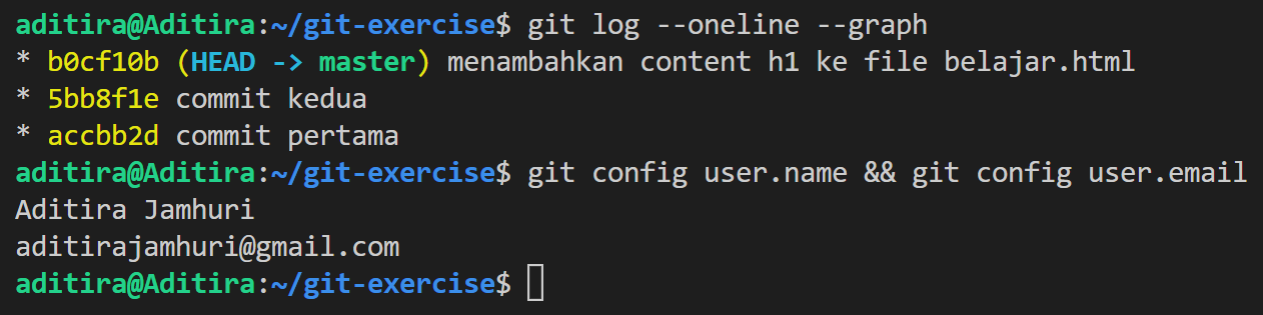 aditira@Aditira:~/git-exercise$ git log --oneline --graph
* b0cf10b (HEAD -> master) menambahkan content h1 ke file belajar.html
* 5bb8f1e commit kedua
* accbb2d commit pertama
aditira@Aditira:~/git-exercise$ git config user.name && git config user.email
Aditira Jamhuri
aditirajamhuri@gmail.com
aditira@Aditira:~/git-exercise$